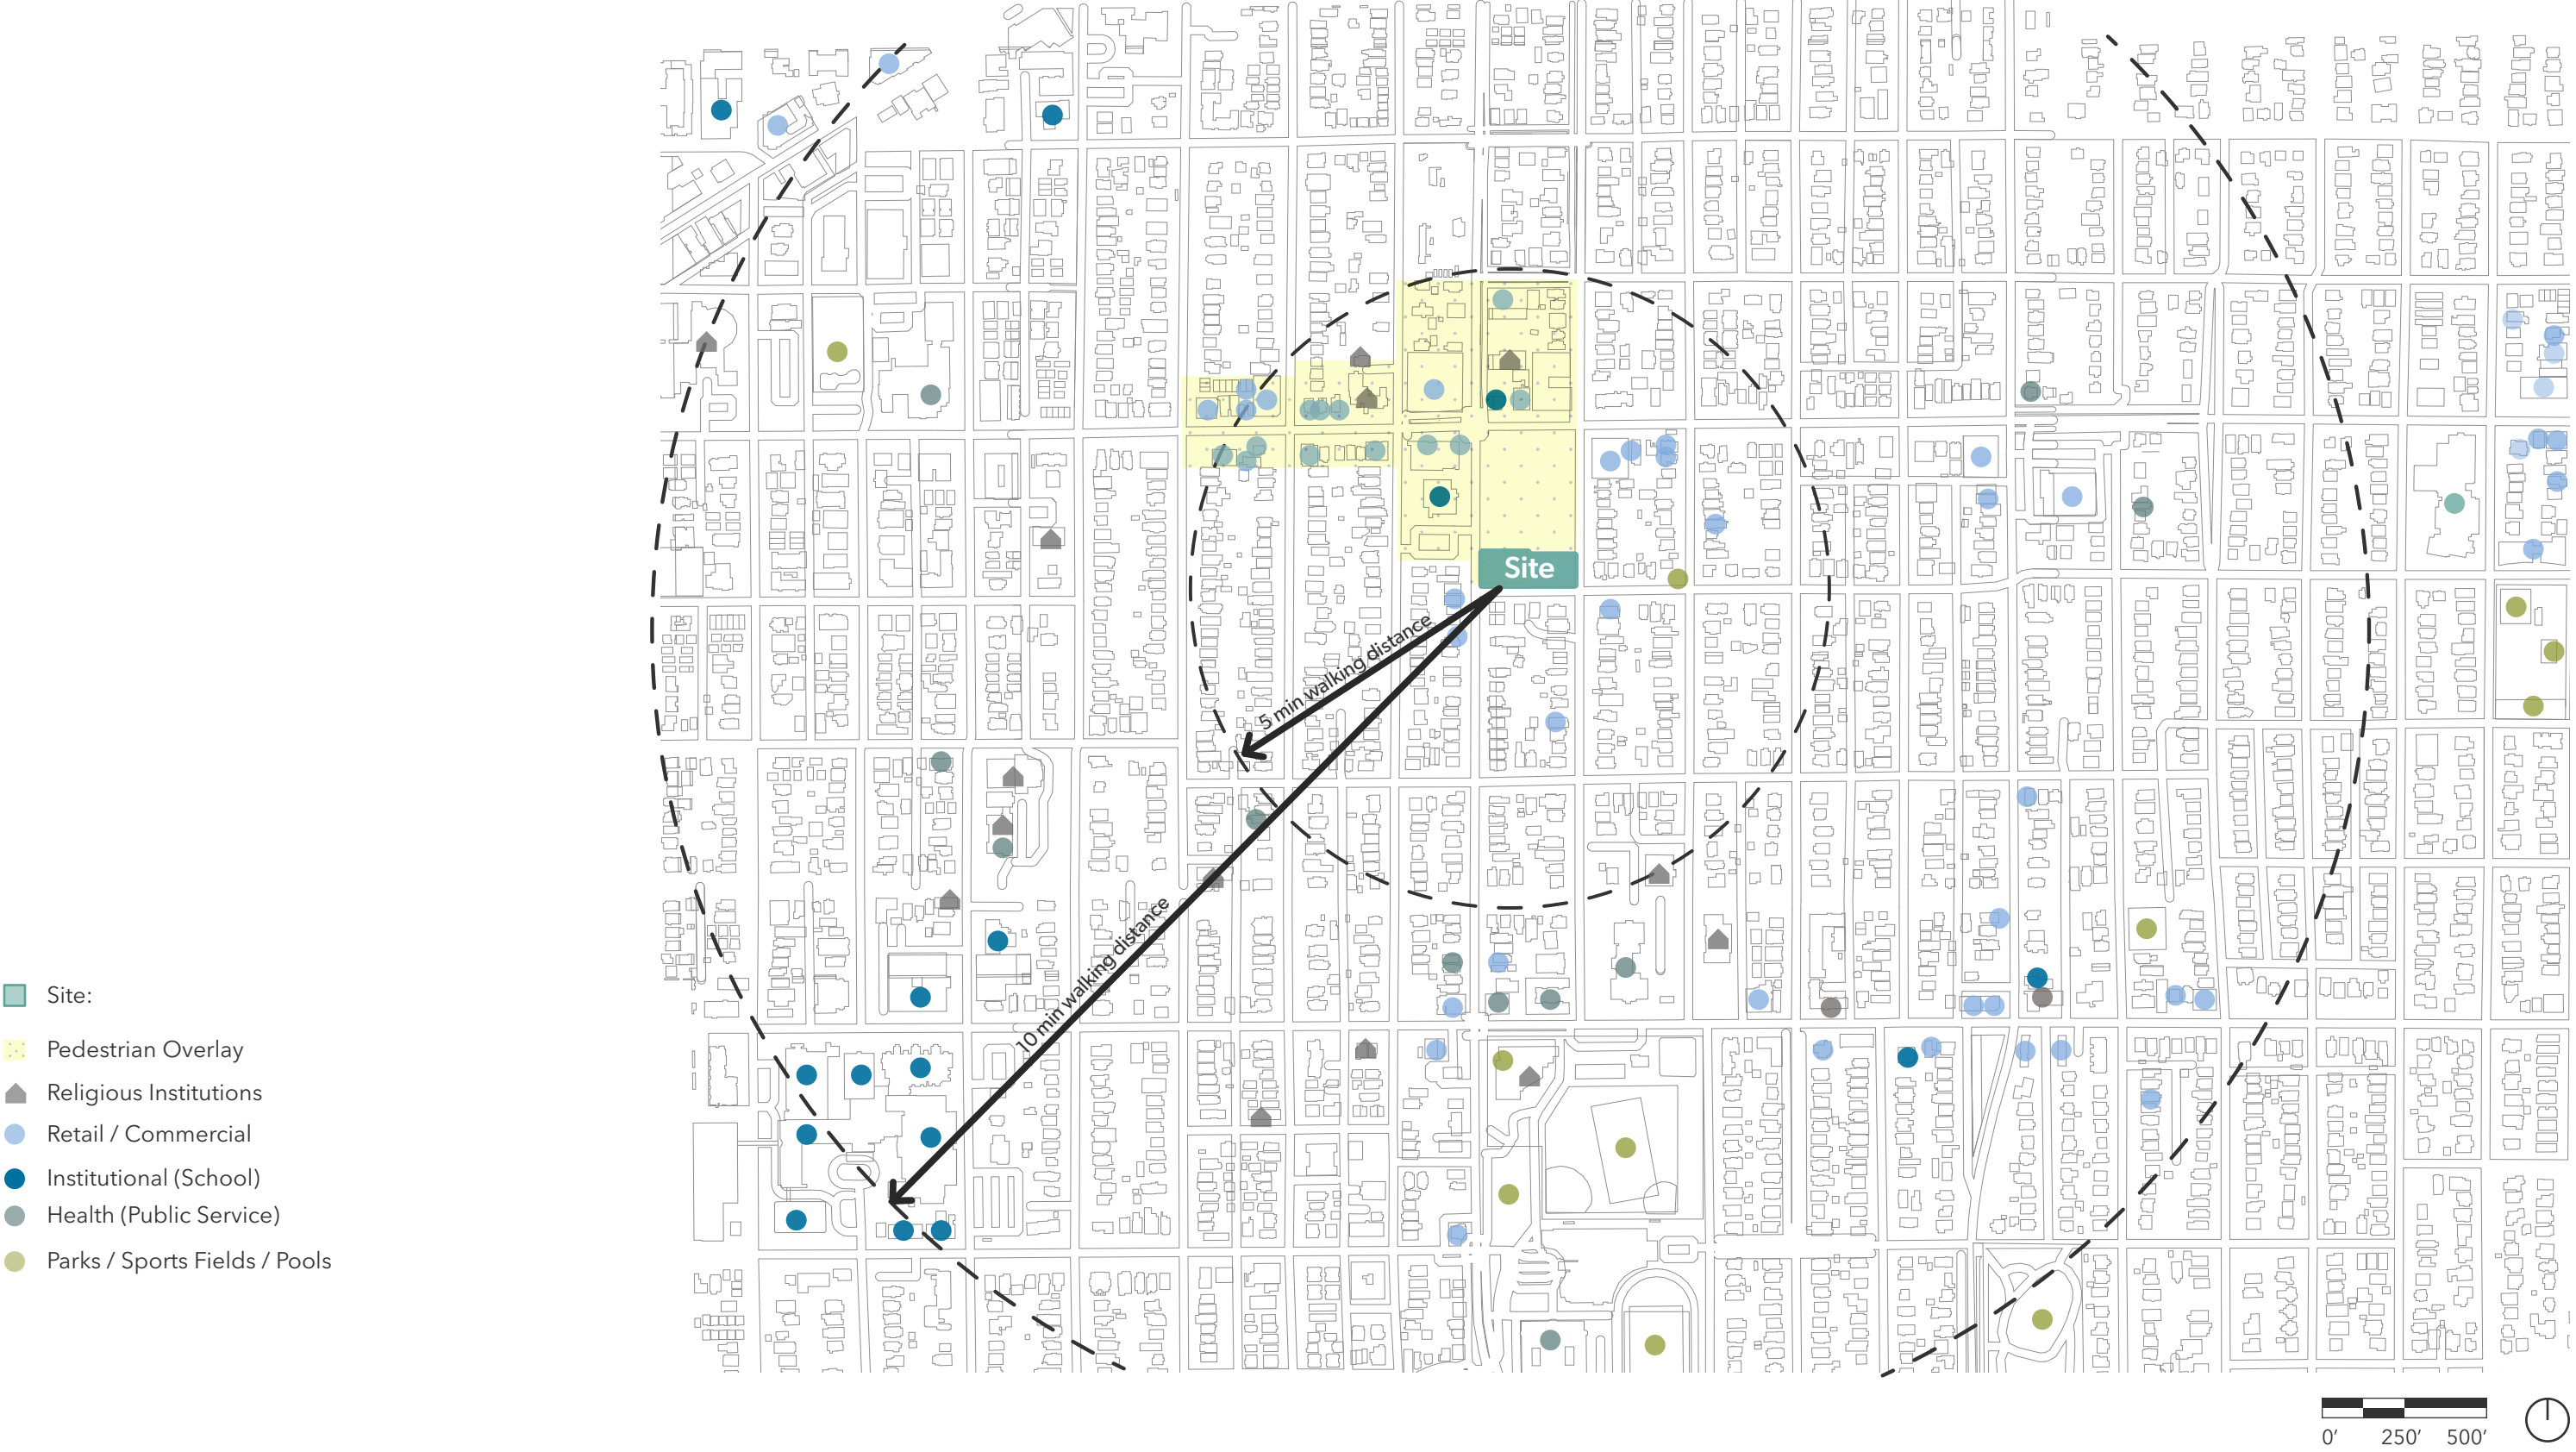 Site
5 min walking distance
10 min walking distance
Site:
Pedestrian Overlay
Religious Institutions
Retail / Commercial
Institutional (School)
Health (Public Service)
Parks / Sports Fields / Pools
0’ 250’ 500’